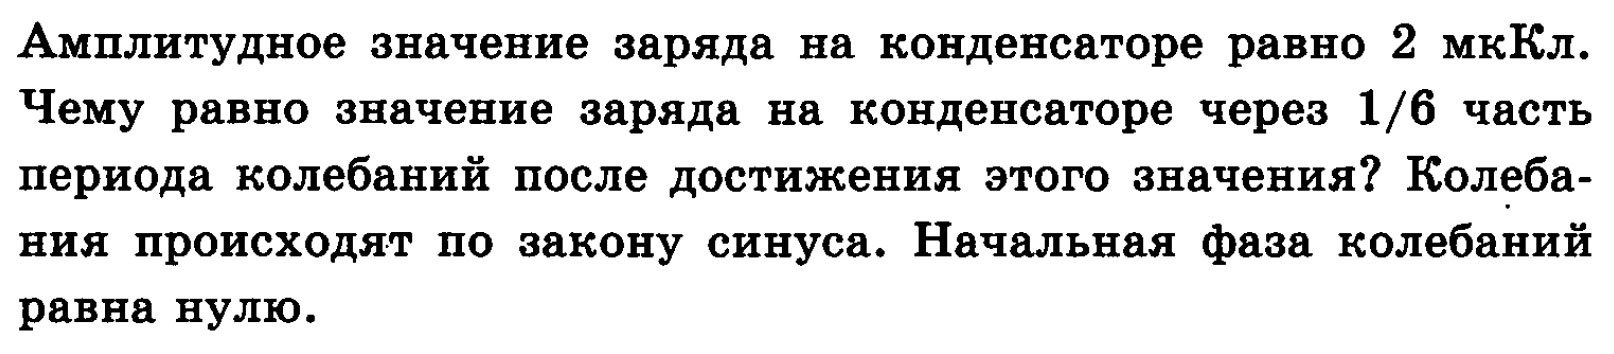 Амплитудное значение заряда на конденсаторе равно 2 мкКл.
Чему равно значение заряда на конденсаторе через 1/6 часть
периода колебаний после достижения этого значения? Колеба-
ния происходят по закону синуса. Начальная фаза колебаний
равна нулю.